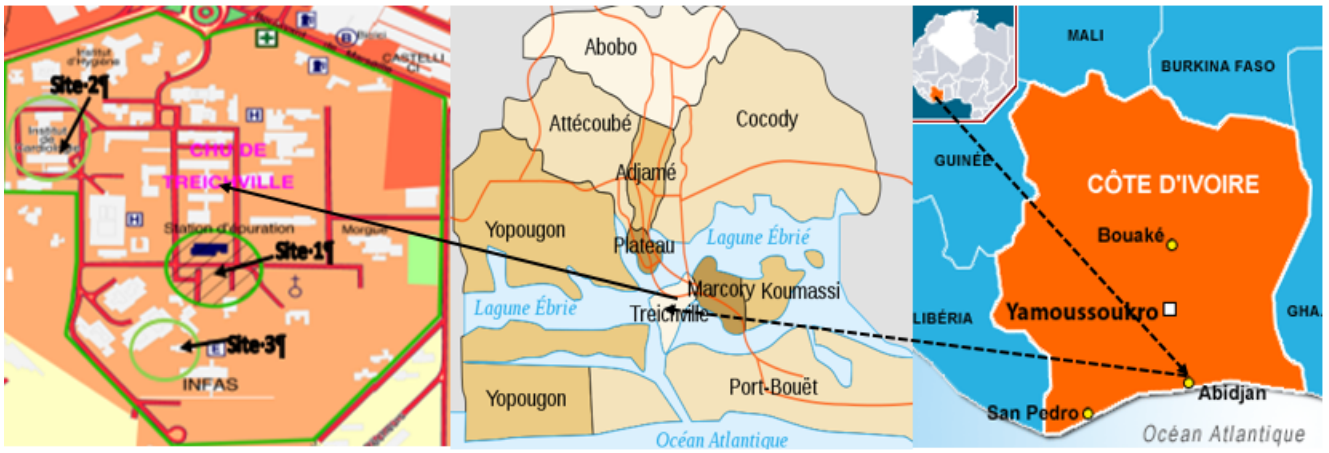 Institut
d'Hygiène
Site·2¶
Institut
de
Cardiologie
CASTELLI
CI
CHU DE
TREICHVILLE
Station d'épuration
Morgue
Site·1¶
Site·3¶
INFAS
H
H
B
E
Abobo
Attécoubé
Cocody
Adjamé
Yopougon
Plateau
Lagune Ébrié
Marcory
Koumassi
Lagune Ébrie
Treichville
Yopougon
Port-Bouët
Océan Atlantique
MALI
BURKINA FASO
GUINÉE
CÔTE D'IVOIRE
Bouaké
Yamoussoukro
LIBÉRIA
GHA.
Abidjan
San Pedro
Océan Atlantique